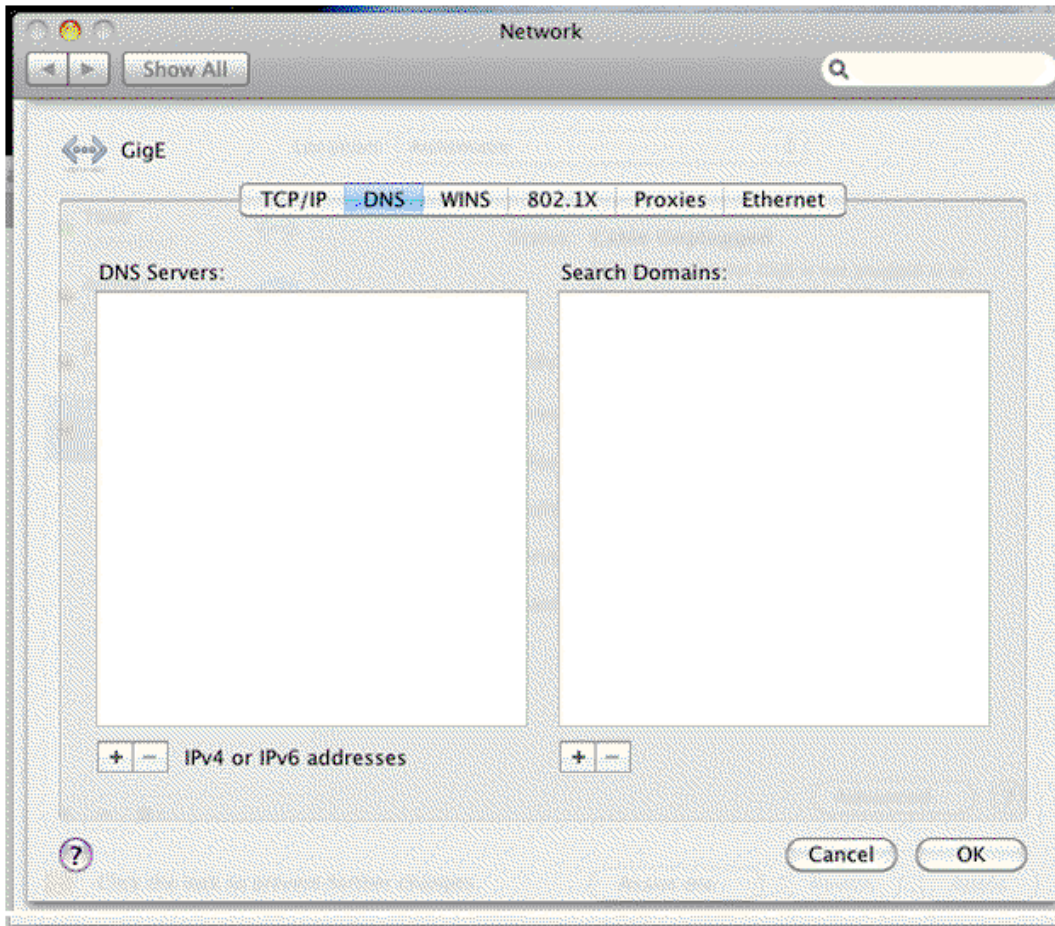 Network
Show All
GigE
TCP/IP DNS WINS 802.1X Proxies Ethernet
DNS Servers: Search Domains:
+ − IPv4 or IPv6 addresses + −
? Cancel OK